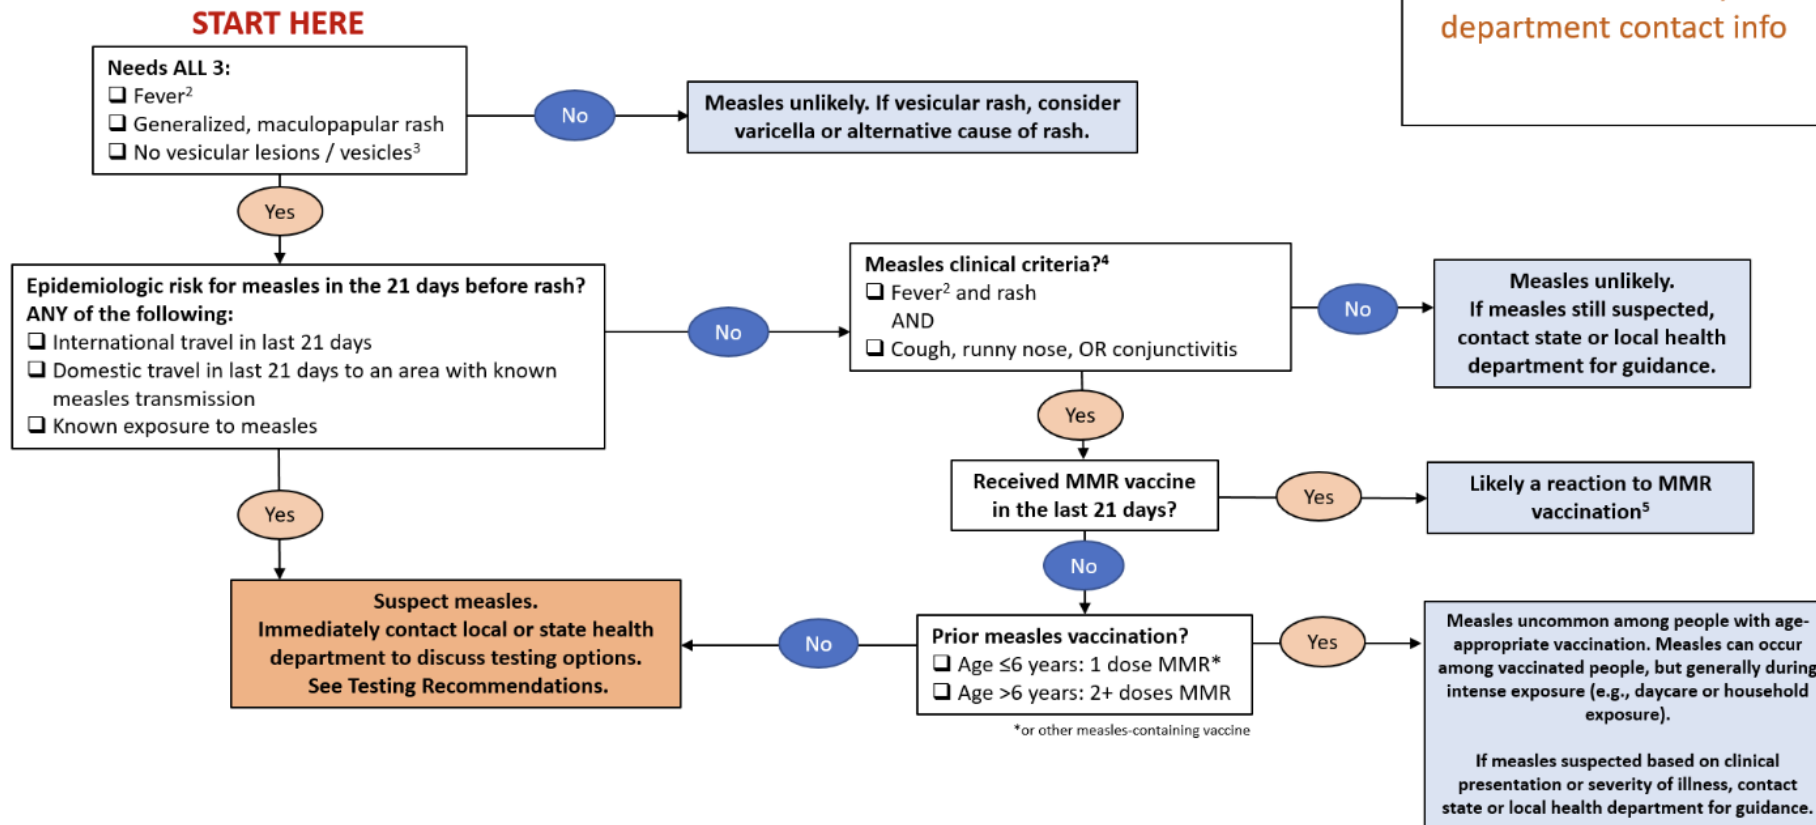 START HERE
department contact info
Needs ALL 3:
❑ Fever²
❑ Generalized, maculopapular rash
❑ No vesicular lesions / vesicles³
No
Measles unlikely. If vesicular rash, consider
varicella or alternative cause of rash.
Yes
Epidemiologic risk for measles in the 21 days before rash?
ANY of the following:
❑ International travel in last 21 days
❑ Domestic travel in last 21 days to an area with known
measles transmission
❑ Known exposure to measles
No
Measles clinical criteria?⁴
❑ Fever² and rash
AND
❑ Cough, runny nose, OR conjunctivitis
No
Measles unlikely.
If measles still suspected,
contact state or local health
department for guidance.
Yes
Received MMR vaccine
in the last 21 days?
Yes
Likely a reaction to MMR
vaccination⁵
Yes
No
Suspect measles.
Immediately contact local or state health
department to discuss testing options.
See Testing Recommendations.
No
Prior measles vaccination?
❑ Age ≤6 years: 1 dose MMR*
❑ Age >6 years: 2+ doses MMR
*or other measles-containing vaccine
Yes
Measles uncommon among people with age-
appropriate vaccination. Measles can occur
among vaccinated people, but generally during
intense exposure (e.g., daycare or household
exposure).
If measles suspected based on clinical
presentation or severity of illness, contact
state or local health department for guidance.